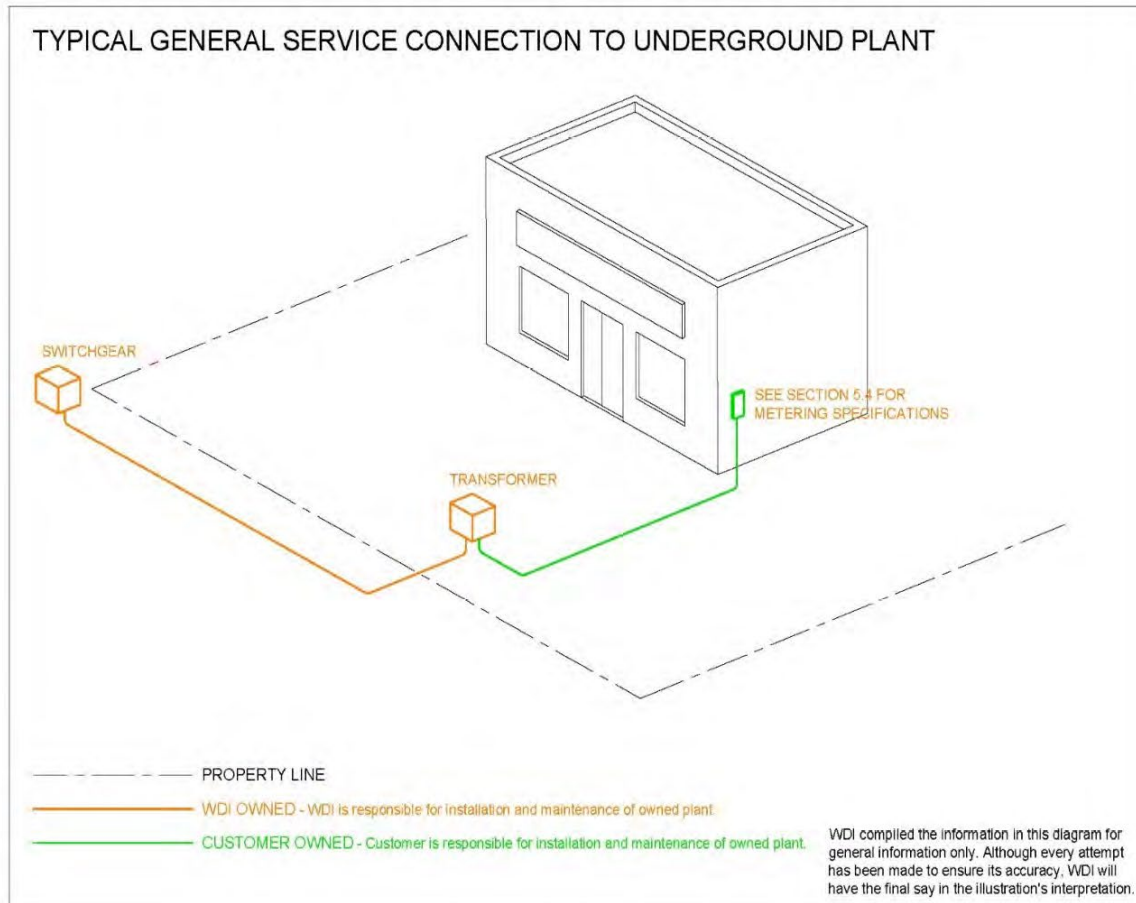 TYPICAL GENERAL SERVICE CONNECTION TO UNDERGROUND PLANT
SWITCHGEAR
SEE SECTION 5.4 FOR
METERING SPECIFICATIONS
TRANSFORMER
PROPERTY LINE
WDI OWNED - WDI is responsible for installation and maintenance of owned plant.
CUSTOMER OWNED - Customer is responsible for installation and maintenance of owned plant.
WDI compiled the information in this diagram for
general information only. Although every attempt
has been made to ensure its accuracy, WDI will
have the final say in the illustration's interpretation.